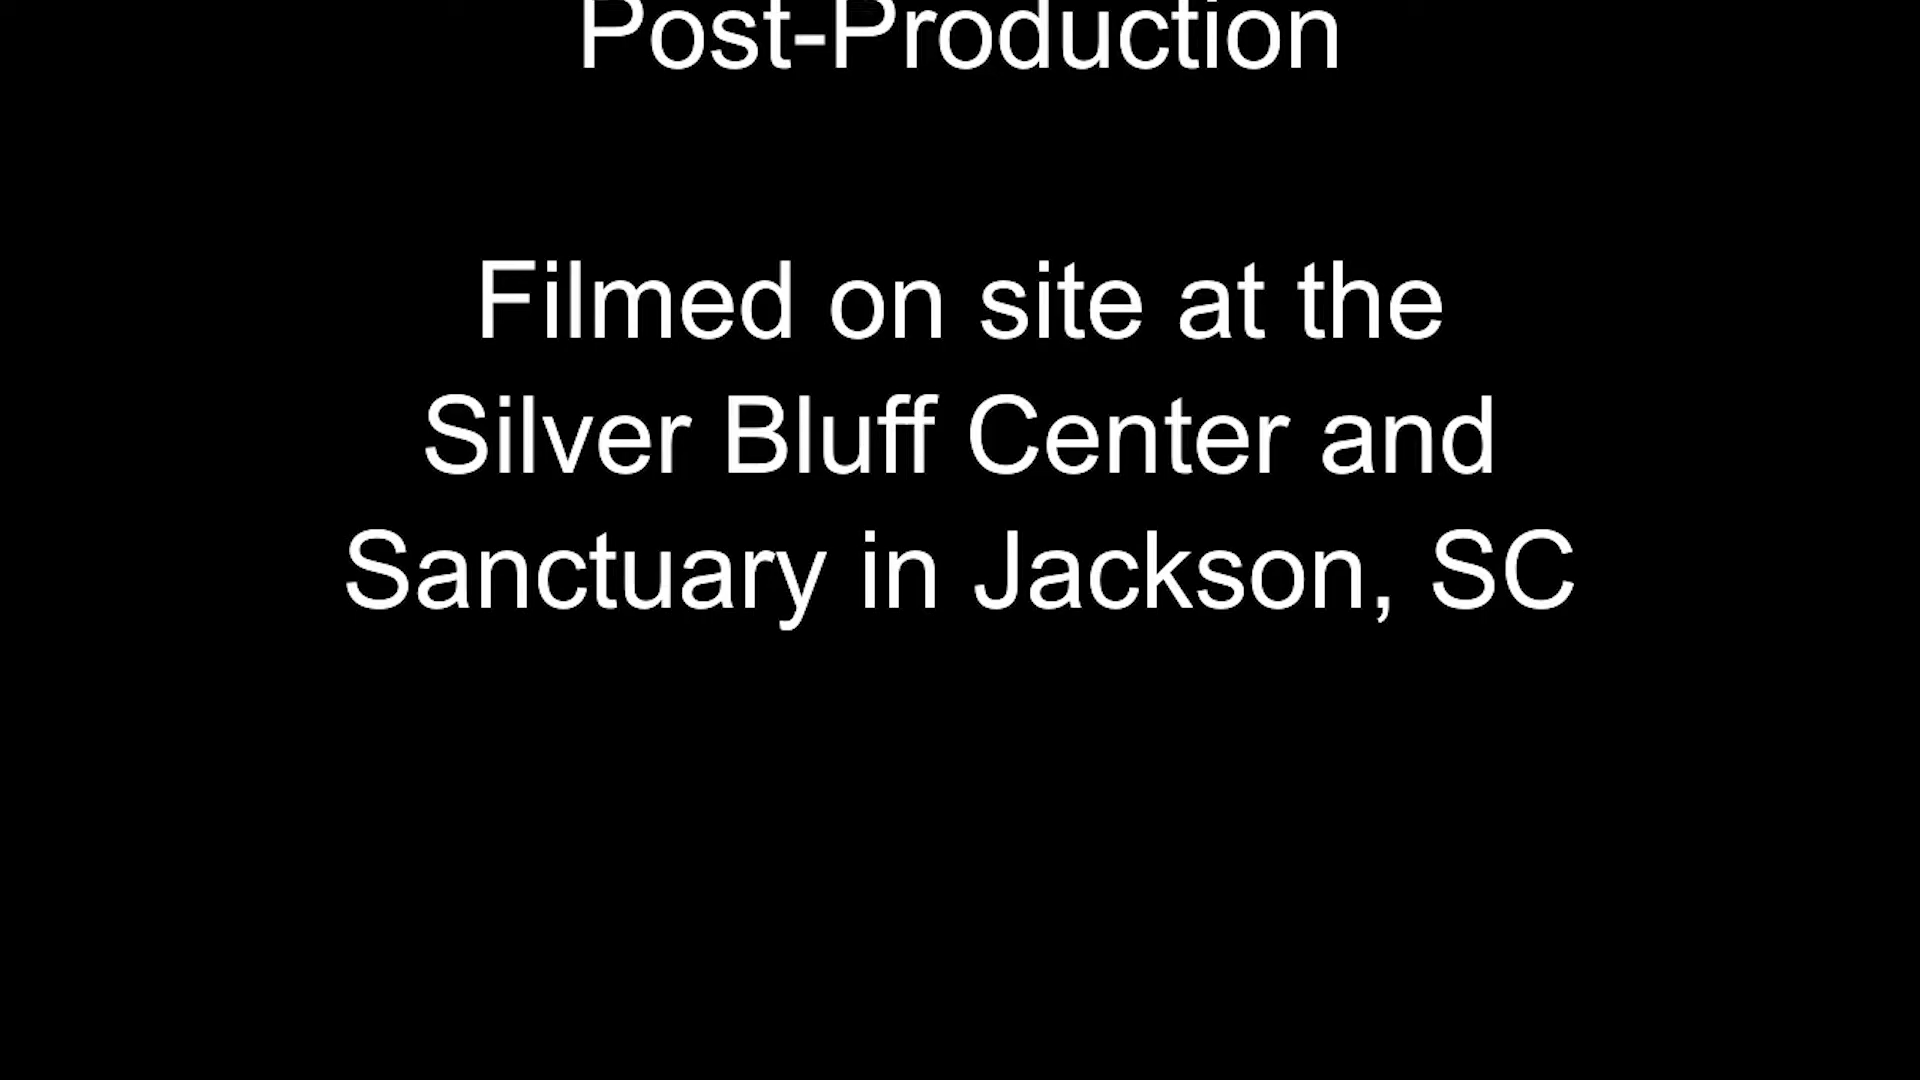 Post-Production
Filmed on site at the
Silver Bluff Center and
Sanctuary in Jackson, SC